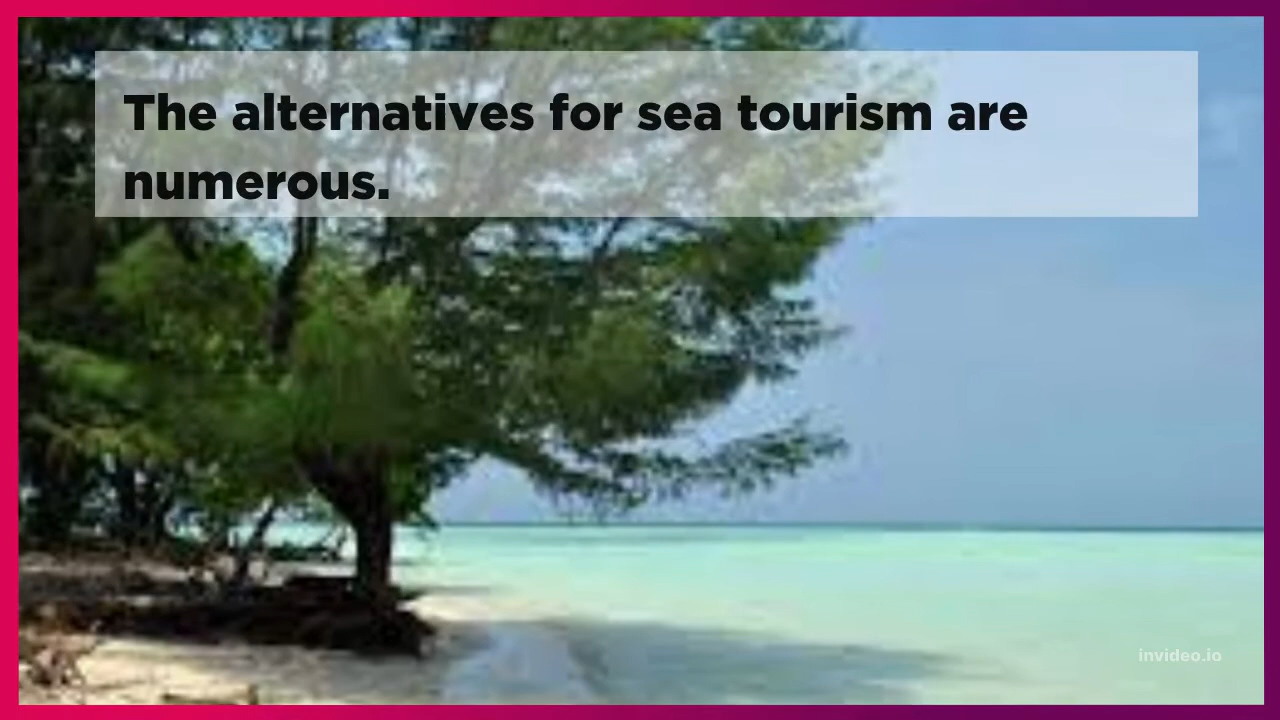 The alternatives for sea tourism are
numerous.
invideo.io